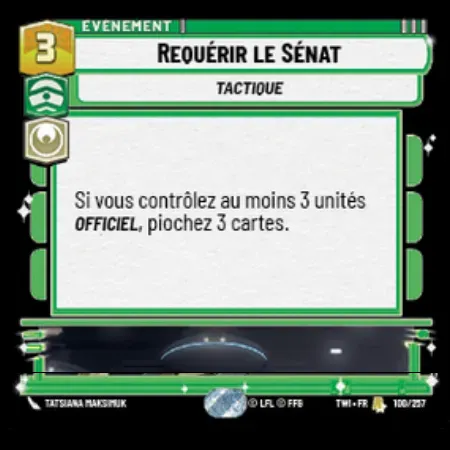 EVÉNEMENT
3
REQUÉRIR LE SÉNAT
TACTIQUE
Si vous contrôlez au moins 3 unités
OFFICIEL, piochez 3 cartes.
TATSIANA MAKSIMUK
© LFL © FFG
TWI • FR
100/257